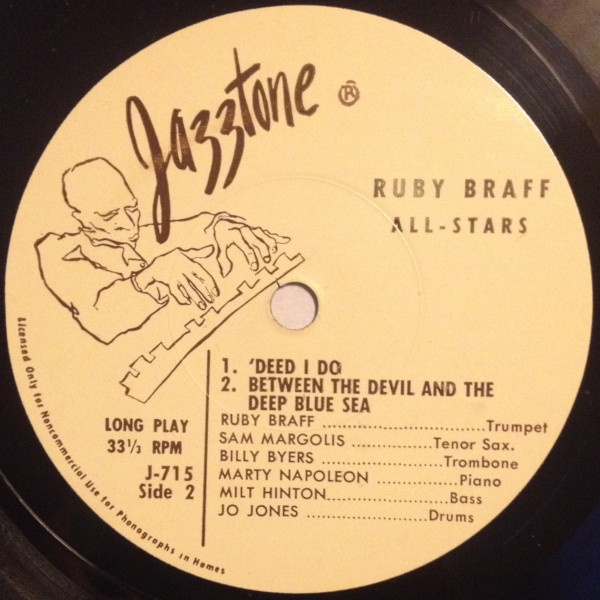 Jazztone ®
RUBY BRAFF
ALL-STARS
1. 'DEED I DO
2. BETWEEN THE DEVIL AND THE
DEEP BLUE SEA
RUBY BRAFF ..............................Trumpet
SAM MARGOLIS ...............Tenor Sax.
BILLY BYERS ..................Trombone
MARTY NAPOLEON .............Piano
MILT HINTON......................Bass
JO JONES .....................Drums
LONG PLAY
33 1/3 RPM
J-715
Side 2
Licensed Only for Noncommercial Use for Phonographs in Homes